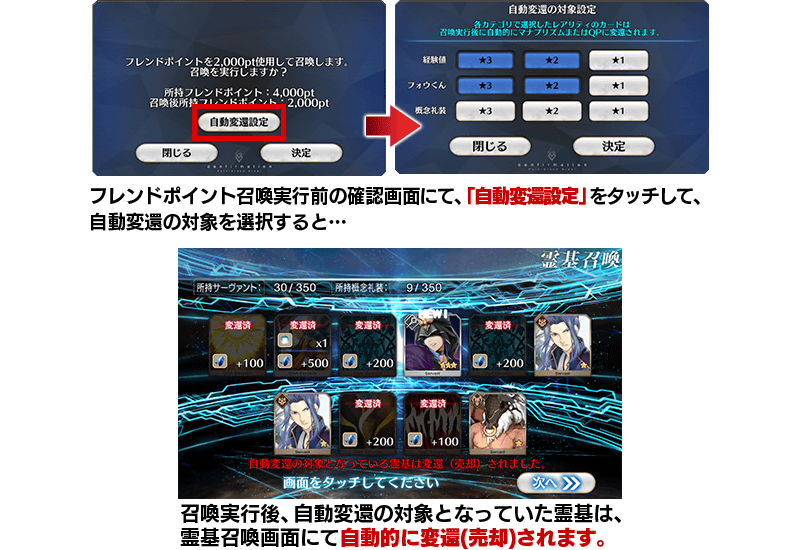 フレンドポイントを2,000pt使用して召喚します。
召喚を実行しますか？
所持フレンドポイント：4,000pt
召喚後所持フレンドポイント：2,000pt
自動変還設定
閉じる
決定
confirmation
自動変還の対象設定
各カテゴリで選択したレアリティのカードは
召喚実行後に自動的にマナプリズムまたはQPに変還されます。
経験値 ★3 ★2 ★1
フォウくん ★3 ★2 ★1
概念礼装 ★3 ★2 ★1
閉じる
決定
confirmation
フレンドポイント召喚実行前の確認画面にて、「自動変還設定」をタッチして、
自動変還の対象を選択すると…
霊基召喚
所持サーヴァント： 30/350 所持概念礼装： 9/350
変還済 +100
変還済 x1 +500
変還済 +200
NEW! Servant
変還済 +200
Servant
Servant
変還済 +200
変還済 +100
Servant
自動変還の対象となっている霊基は変還（売却）されました。
画面をタッチしてください
次へ
召喚実行後、自動変還の対象となっていた霊基は、
霊基召喚画面にて自動的に変還(売却)されます。